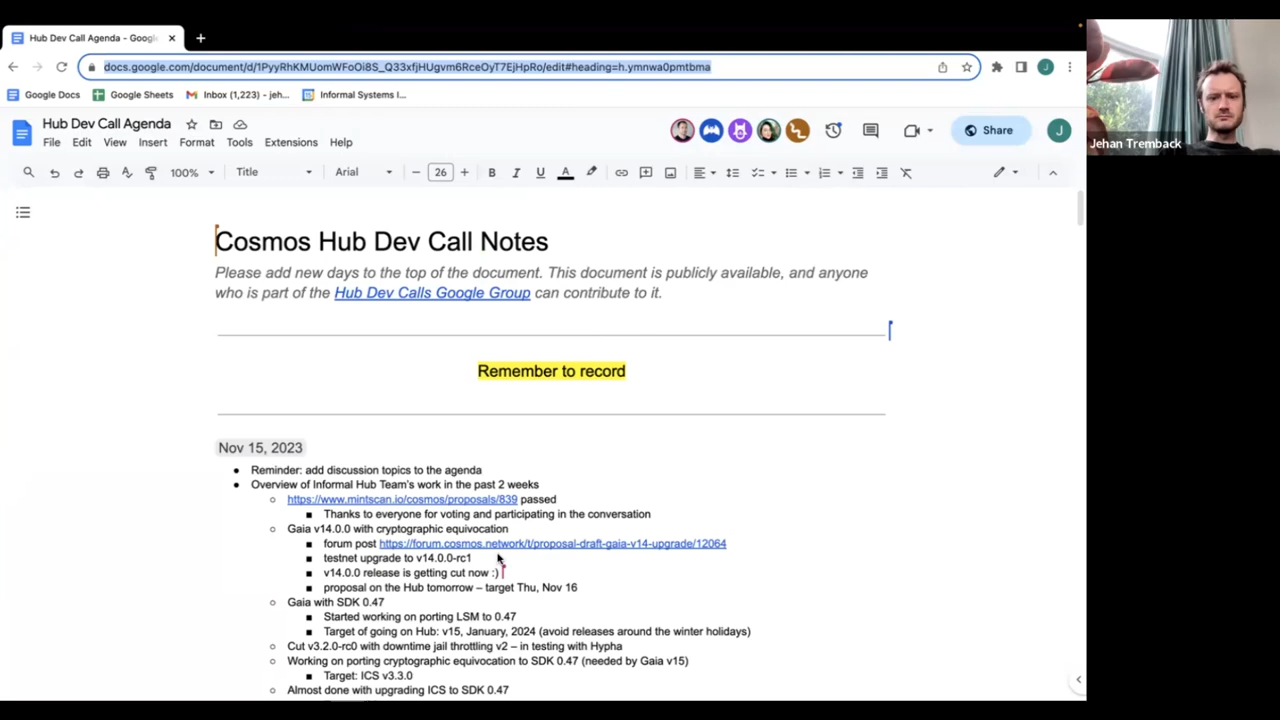 Hub Dev Call Agenda - Googl
docs.google.com/document/d/1PyyRhKMUomWFoOi8S_Q33xfjHUgvm6RceOyT7EjHpRo/edit#heading=h.ymnwa0pmtbma
J
Google Docs Google Sheets Inbox (1,223) - jeh... Informal Systems I...
Hub Dev Call Agenda
Share
J
File Edit View Insert Format Tools Extensions Help
100% Title Arial 26 B I U A
Cosmos Hub Dev Call Notes
Please add new days to the top of the document. This document is publicly available, and anyone
who is part of the Hub Dev Calls Google Group can contribute to it.
Remember to record
Nov 15, 2023
Reminder: add discussion topics to the agenda
Overview of Informal Hub Team's work in the past 2 weeks
https://www.mintscan.io/cosmos/proposals/839 passed
Thanks to everyone for voting and participating in the conversation
Gaia v14.0.0 with cryptographic equivocation
forum post https://forum.cosmos.network/t/proposal-draft-gaia-v14-upgrade/12064
testnet upgrade to v14.0.0-rc1
v14.0.0 release is getting cut now :)
proposal on the Hub tomorrow – target Thu, Nov 16
Gaia with SDK 0.47
Started working on porting LSM to 0.47
Target of going on Hub: v15, January, 2024 (avoid releases around the winter holidays)
Cut v3.2.0-rc0 with downtime jail throttling v2 – in testing with Hypha
Working on porting cryptographic equivocation to SDK 0.47 (needed by Gaia v15)
Target: ICS v3.3.0
Almost done with upgrading ICS to SDK 0.47
Jehan Tremback